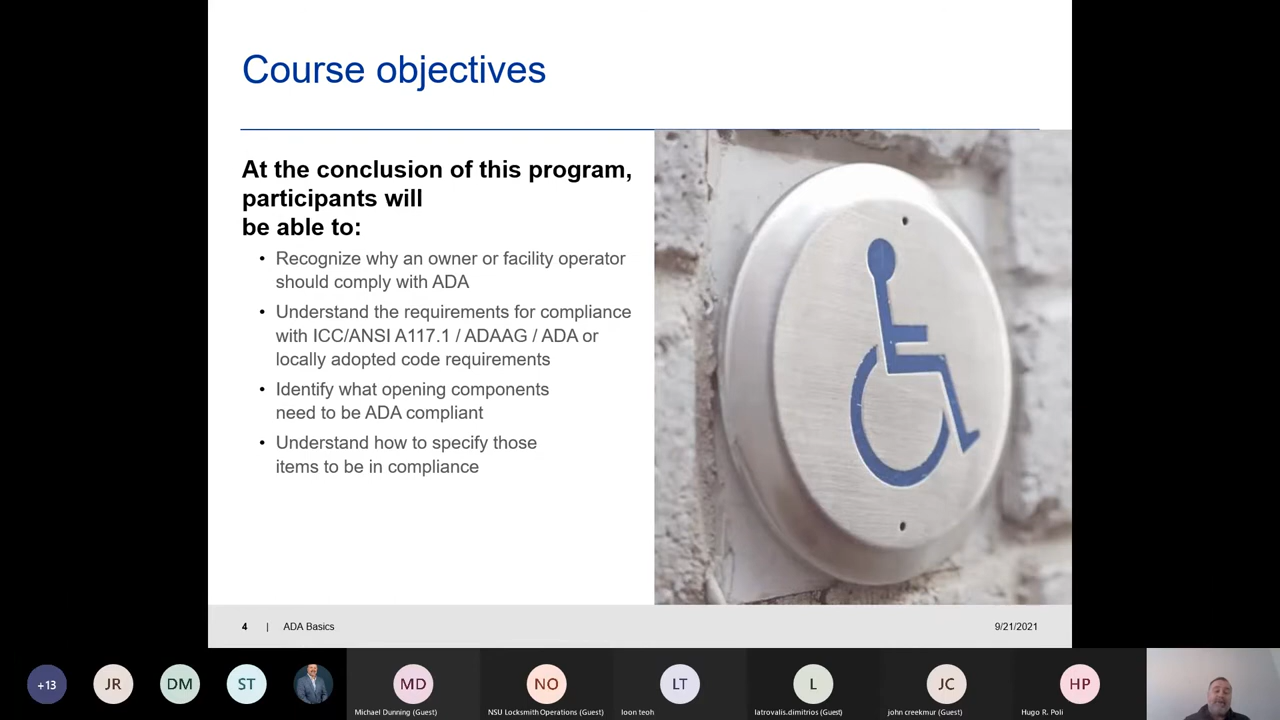 Course objectives
At the conclusion of this program,
participants will
be able to:
• Recognize why an owner or facility operator
should comply with ADA
• Understand the requirements for compliance
with ICC/ANSI A117.1 / ADAAG / ADA or
locally adopted code requirements
• Identify what opening components
need to be ADA compliant
• Understand how to specify those
items to be in compliance
4 | ADA Basics 9/21/2021
+13 JR DM ST MD NO LT L JC HP
Michael Dunning (Guest) NSU Locksmith Operations (Guest) loon teoh latrovalis.dimitrios (Guest) john creekmur (Guest) Hugo R. Poli